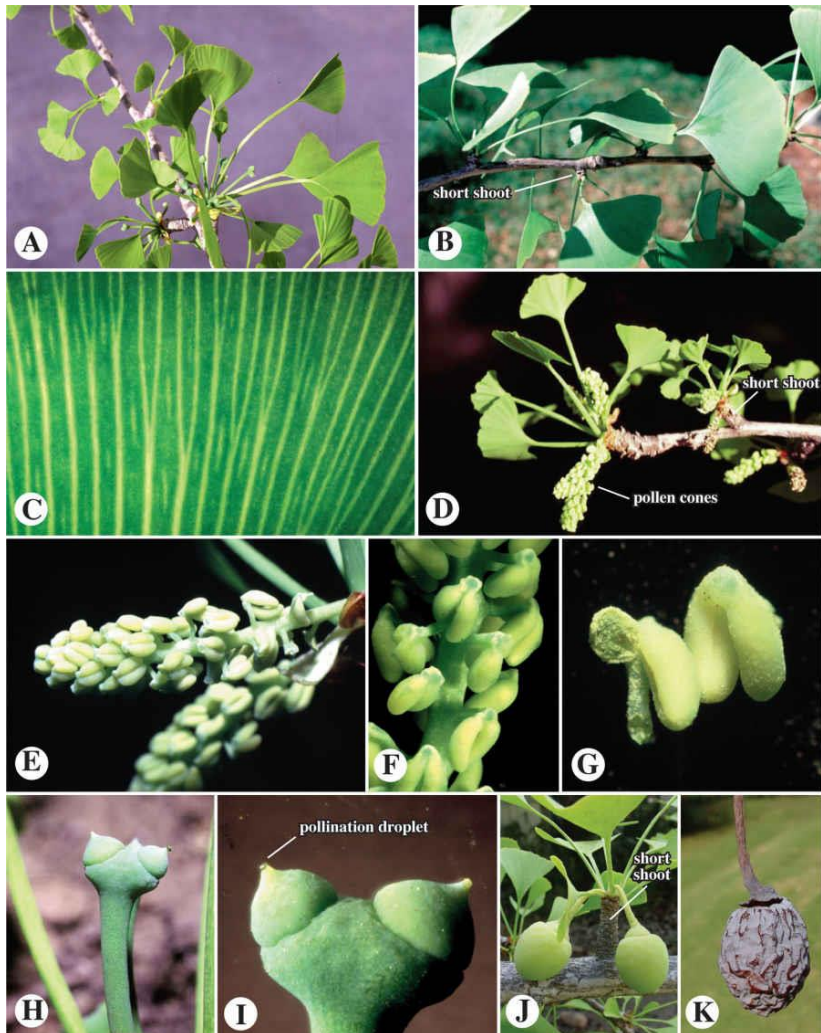 A
short shoot
B
C
short shoot
pollen cones
D
E
F
G
H
pollination droplet
I
short
shoot
J
K